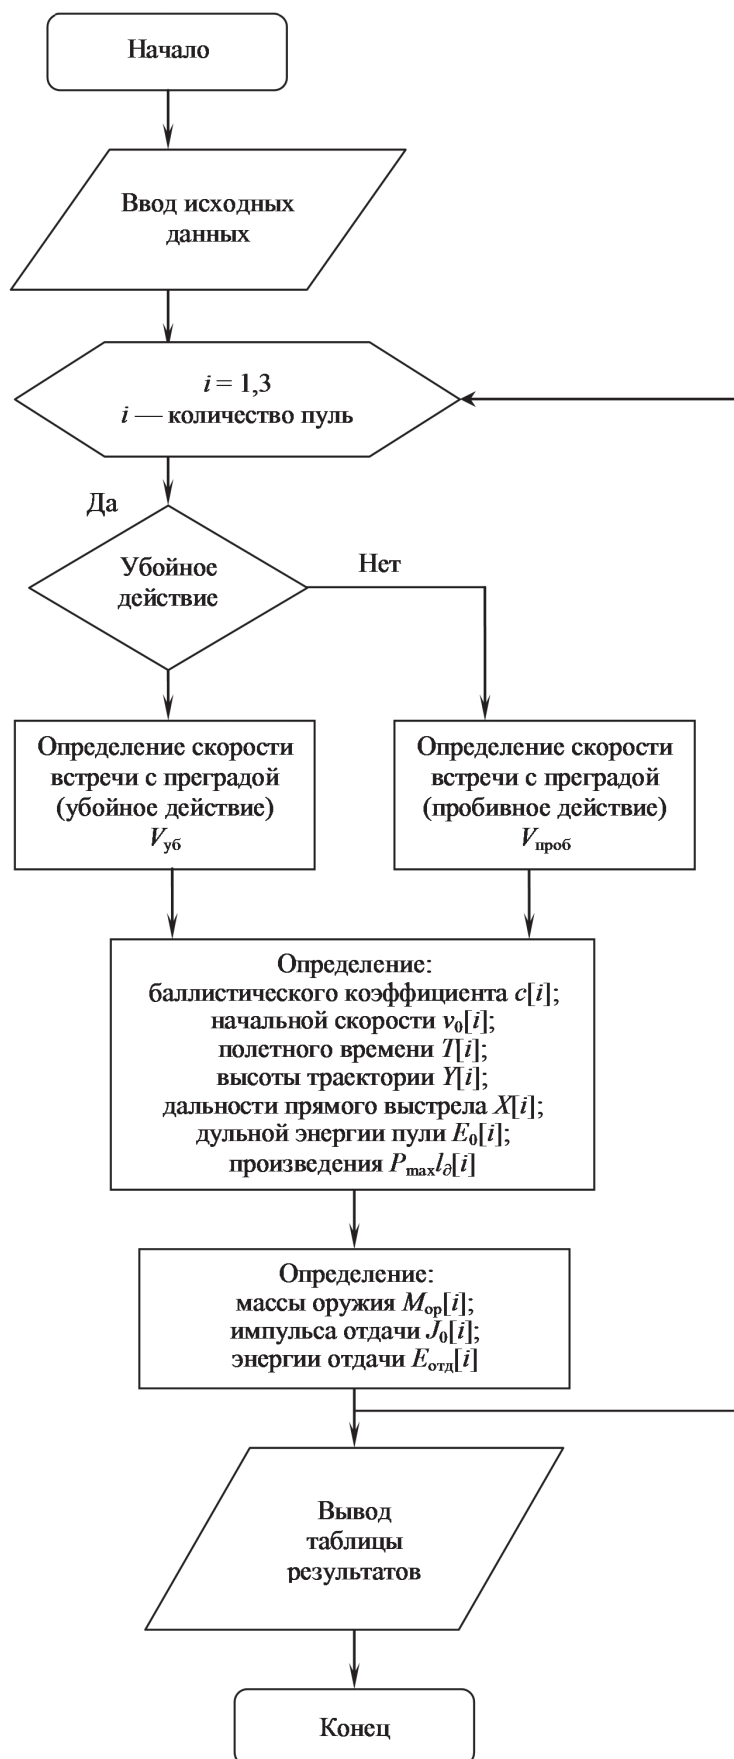 Начало
Ввод исходных
данных
i = 1,3
i — количество пуль
Да
Убойное
действие
Нет
Определение скорости
встречи с преградой
(убойное действие)
Vуб
Определение скорости
встречи с преградой
(пробивное действие)
Vпроб
Определение:
баллистического коэффициента c[i];
начальной скорости v0[i];
полетного времени T[i];
высоты траектории Y[i];
дальности прямого выстрела X[i];
дульной энергии пули E0[i];
произведения Pmaxlд[i]
Определение:
массы оружия Mор[i];
импульса отдачи J0[i];
энергии отдачи Eотд[i]
Вывод
таблицы
результатов
Конец